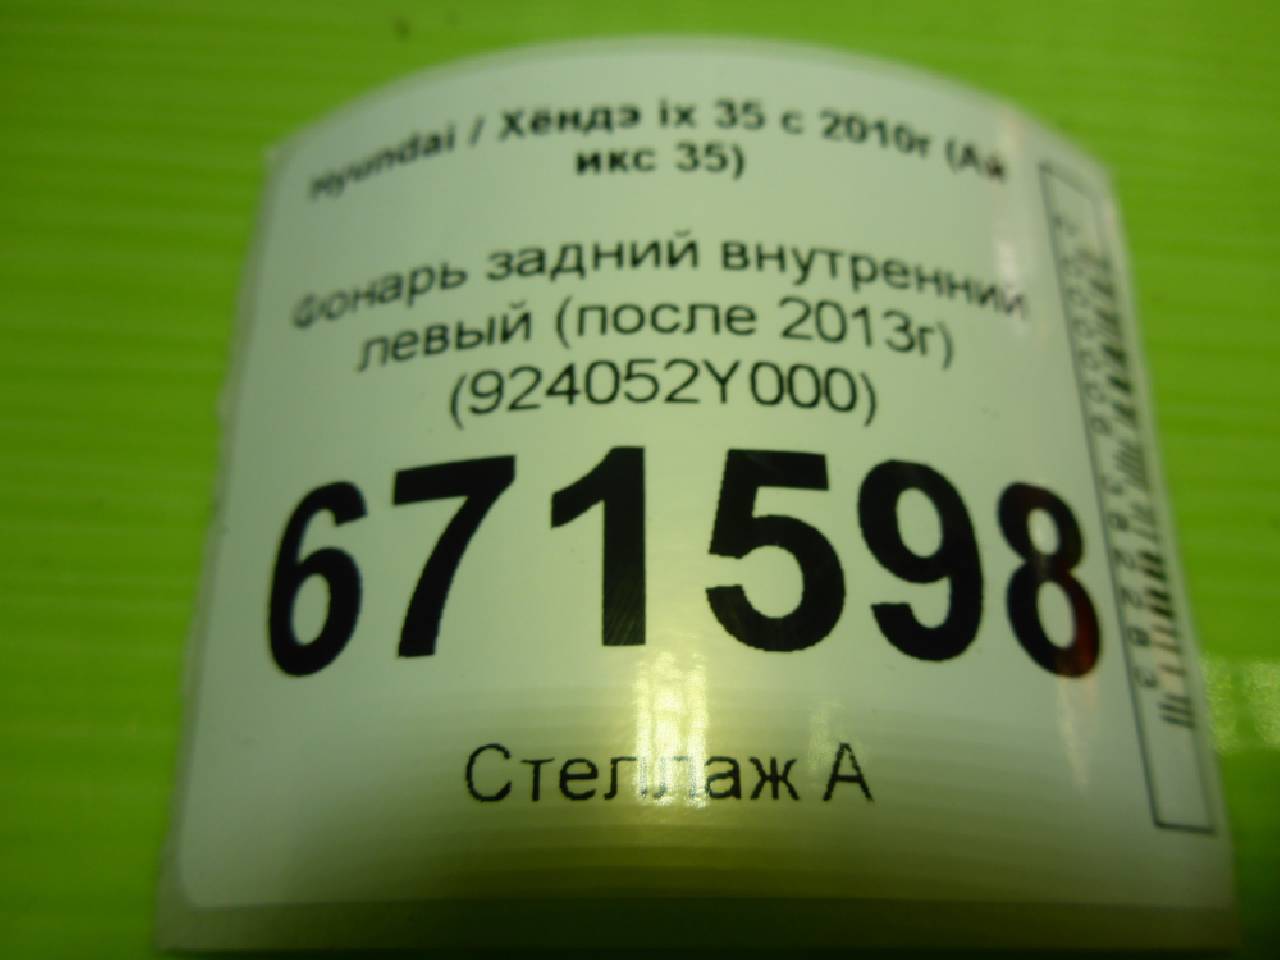 Hyundai / Хёндэ ix 35 с 2010г (Ай
икс 35)
Фонарь задний внутренний
левый (после 2013г)
(924052Y000)
671598
Стеллаж А